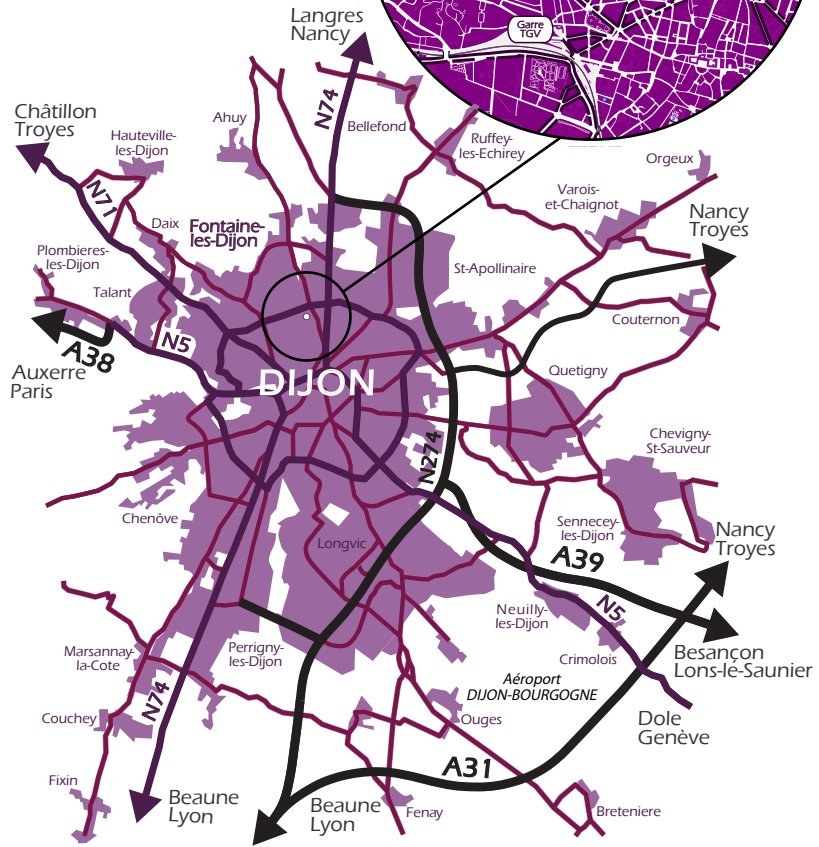 Langres
Nancy
Garre
TGV
N74
Bellefond
Châtillon
Troyes
Hauteville-
les-Dijon
Ahuy
Ruffey-
les-Echirey
Orgeux
N71
Varois-
et-Chaignot
Daix
Fontaine-
les-Dijon
Nancy
Troyes
Plombieres-
les-Dijon
St-Apollinaire
Talant
Couternon
N5
A38
Auxerre
Paris
DIJON
Quetigny
N274
Chevigny-
St-Sauveur
Chenôve
Sennecey-
les-Dijon
Nancy
Troyes
Longvic
A39
N5
Neuilly-
les-Dijon
Marsannay-
la-Cote
Perrigny-
les-Dijon
Crimolois
Besançon
Lons-le-Saunier
Aéroport
DIJON-BOURGOGNE
N74
Couchey
Ouges
Dole
Genève
A31
Fixin
Beaune
Lyon
Beaune
Lyon
Fenay
Breteniere